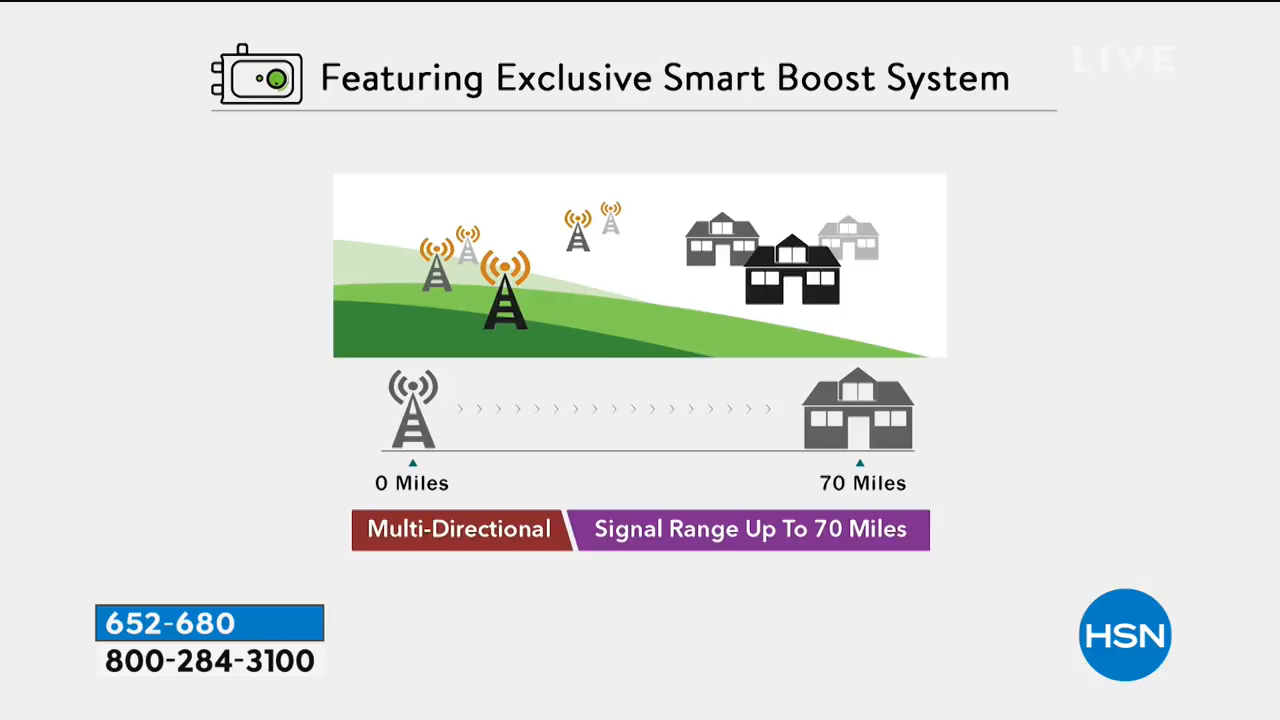 LIVE
Featuring Exclusive Smart Boost System
0 Miles
70 Miles
Multi-Directional
Signal Range Up To 70 Miles
652-680
800-284-3100
HSN